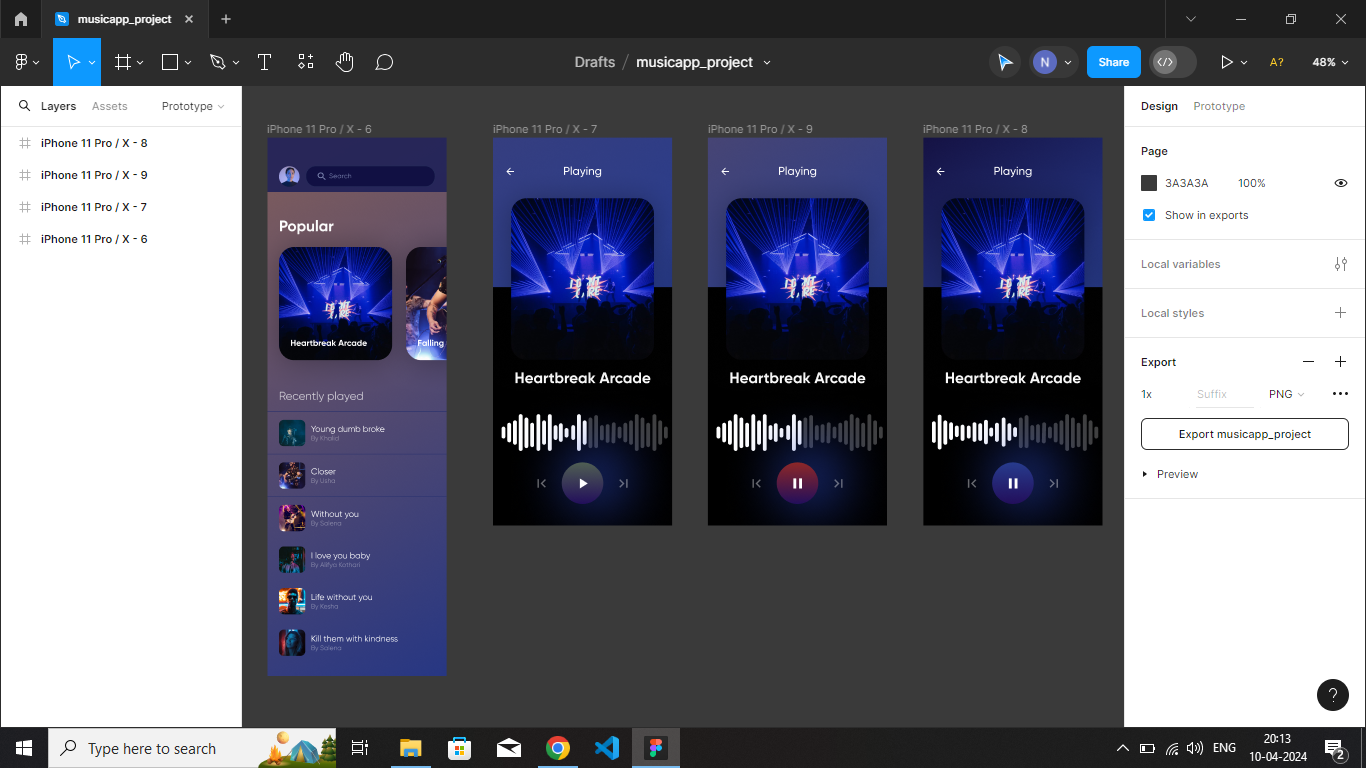 musicapp_project
Drafts / musicapp_project
N
Share
A?
48%
Layers
Assets
Prototype
iPhone 11 Pro / X - 8
iPhone 11 Pro / X - 9
iPhone 11 Pro / X - 7
iPhone 11 Pro / X - 6
iPhone 11 Pro / X - 6
Search
Popular
Heartbreak Arcade
Falling
Recently played
Young dumb broke
By Khalid
Closer
By Usha
Without you
By Salena
I love you baby
By Alifya Kothari
Life without you
By Kesha
Kill them with kindness
By Salena
iPhone 11 Pro / X - 7
Playing
Heartbreak Arcade
iPhone 11 Pro / X - 9
Playing
Heartbreak Arcade
iPhone 11 Pro / X - 8
Playing
Heartbreak Arcade
Design
Prototype
Page
3A3A3A
100%
Show in exports
Local variables
Local styles
Export
1x
Suffix
PNG
Export musicapp_project
Preview
?
Type here to search
ENG
20:13
10-04-2024
2